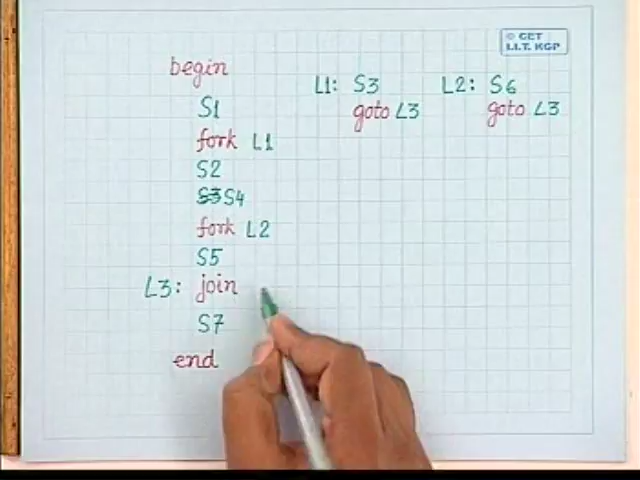 © CET
I.I.T. KGP
begin
S1
fork L1
S2
S4
fork L2
S5
L3: join
S7
end
L1: S3
goto L3
L2: S6
goto L3